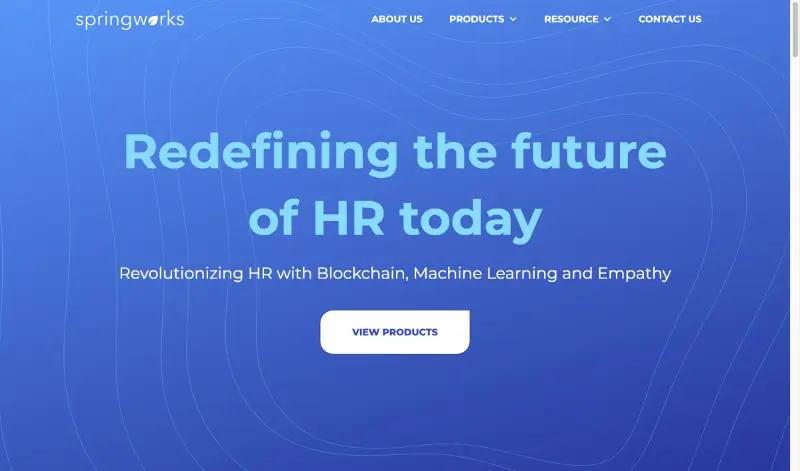 springworks
ABOUT US
PRODUCTS
RESOURCE
CONTACT US
Redefining the future
of HR today
Revolutionizing HR with Blockchain, Machine Learning and Empathy
VIEW PRODUCTS